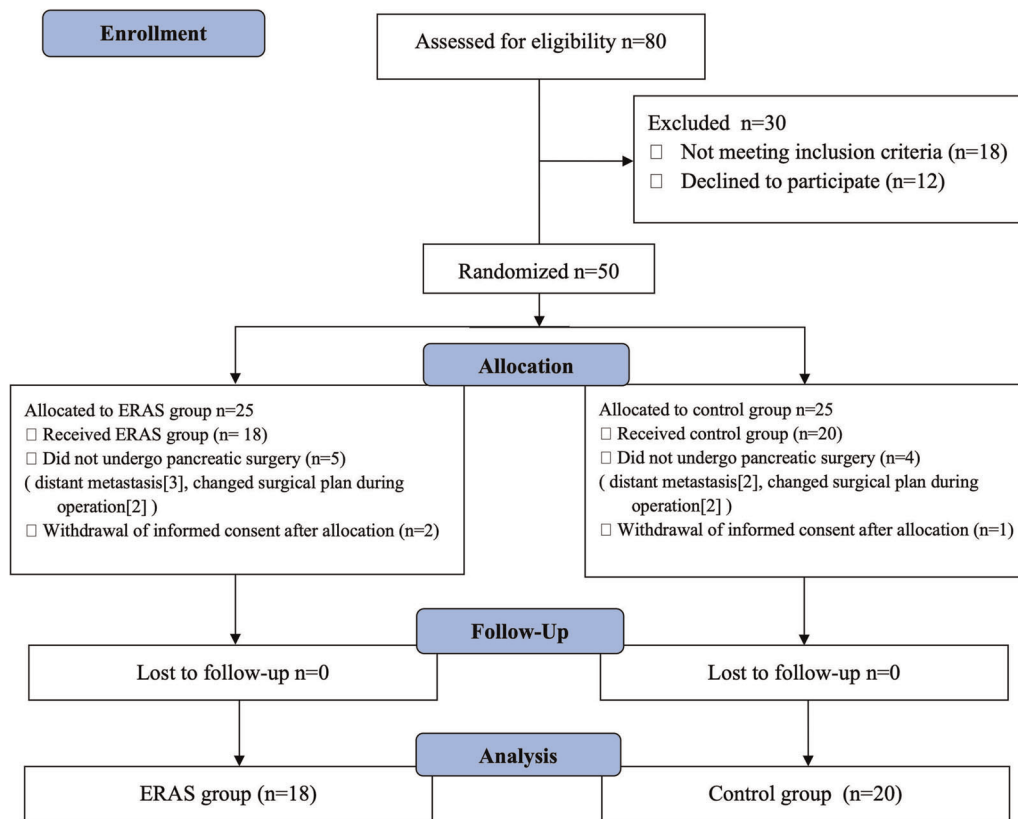 Enrollment
Assessed for eligibility n=80
Excluded n=30
□ Not meeting inclusion criteria (n=18)
□ Declined to participate (n=12)
Randomized n=50
Allocation
Allocated to ERAS group n=25
□ Received ERAS group (n= 18)
□ Did not undergo pancreatic surgery (n=5)
( distant metastasis[3], changed surgical plan during
operation[2] )
□ Withdrawal of informed consent after allocation (n=2)
Allocated to control group n=25
□ Received control group (n=20)
□ Did not undergo pancreatic surgery (n=4)
( distant metastasis[2], changed surgical plan during
operation[2] )
□ Withdrawal of informed consent after allocation (n=1)
Follow-Up
Lost to follow-up n=0
Lost to follow-up n=0
Analysis
ERAS group (n=18)
Control group (n=20)